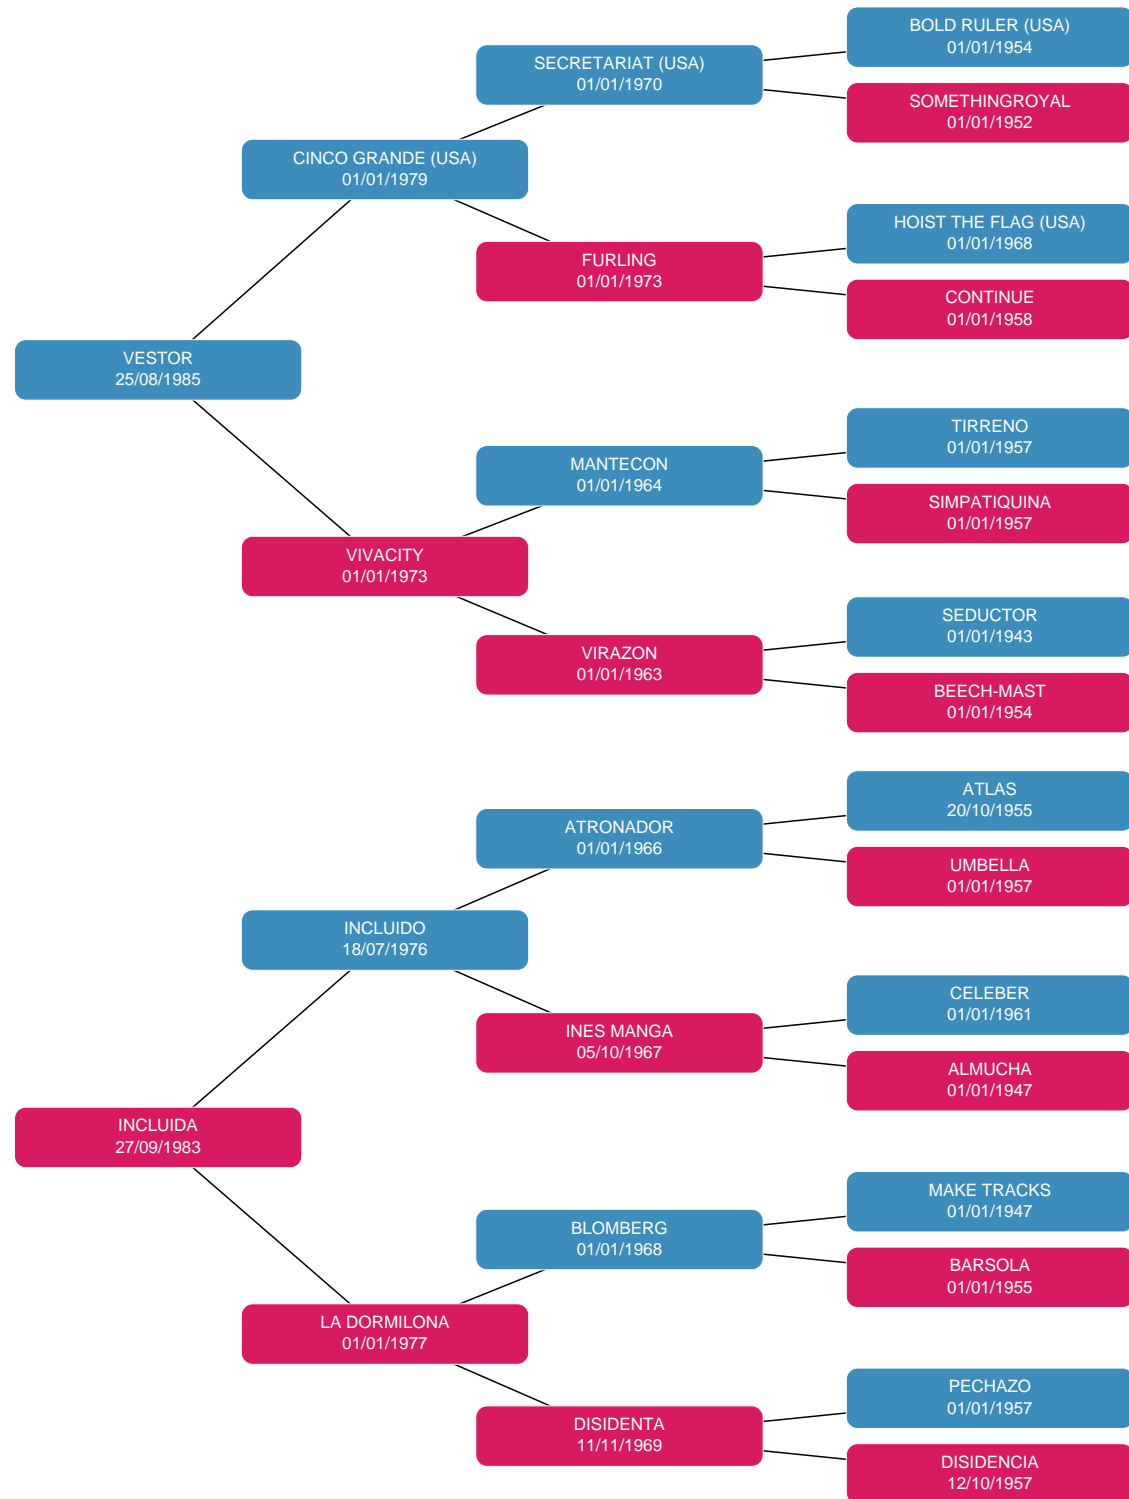 BOLD RULER (USA)
01/01/1954
SECRETARIAT (USA)
01/01/1970
SOMETHINGROYAL
01/01/1952
CINCO GRANDE (USA)
01/01/1979
HOIST THE FLAG (USA)
01/01/1968
FURLING
01/01/1973
CONTINUE
01/01/1958
VESTOR
25/08/1985
TIRRENO
01/01/1957
MANTECON
01/01/1964
SIMPATIQUINA
01/01/1957
VIVACITY
01/01/1973
SEDUCTOR
01/01/1943
VIRAZON
01/01/1963
BEECH-MAST
01/01/1954
ATLAS
20/10/1955
ATRONADOR
01/01/1966
UMBELLA
01/01/1957
INCLUIDO
18/07/1976
CELEBER
01/01/1961
INES MANGA
05/10/1967
ALMUCHA
01/01/1947
INCLUIDA
27/09/1983
MAKE TRACKS
01/01/1947
BLOMBERG
01/01/1968
BARSOLA
01/01/1955
LA DORMILONA
01/01/1977
PECHAZO
01/01/1957
DISIDENTA
11/11/1969
DISIDENCIA
12/10/1957